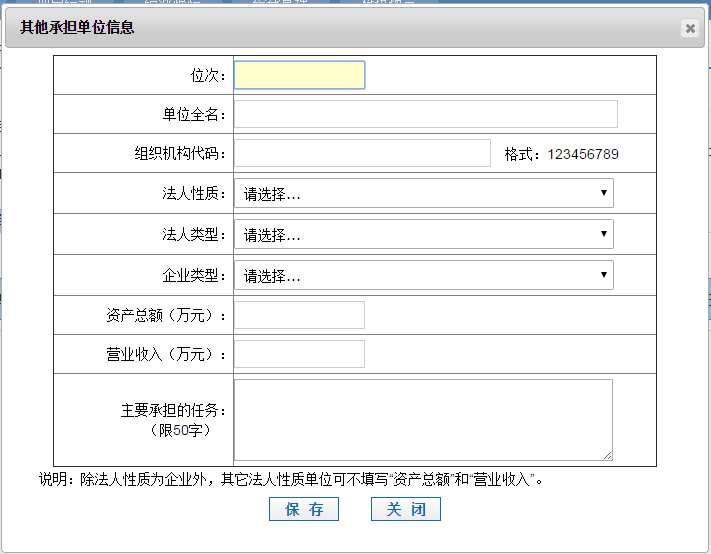 其他承担单位信息
位次：
单位全名：
组织机构代码： 格式：123456789
法人性质： 请选择...
法人类型： 请选择...
企业类型： 请选择...
资产总额（万元）：
营业收入（万元）：
主要承担的任务：
（限50字）
说明：除法人性质为企业外，其它法人性质单位可不填写“资产总额”和“营业收入”。
保 存 关 闭